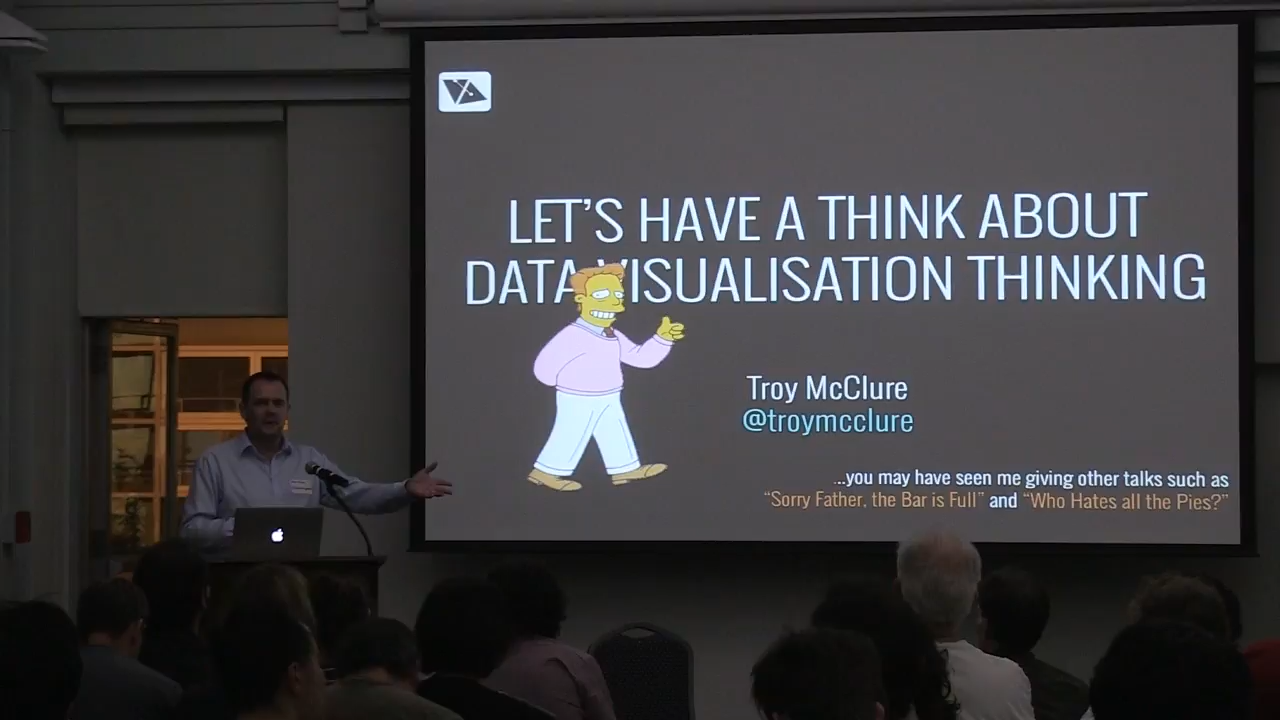 LET'S HAVE A THINK ABOUT
DATA VISUALISATION THINKING
Troy McClure
@troymcclure
...you may have seen me giving other talks such as
“Sorry Father, the Bar is Full” and “Who Hates all the Pies?”